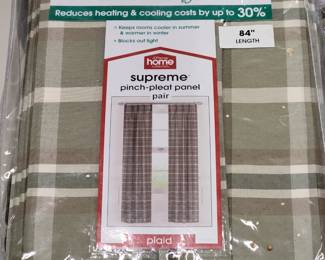 Reduces heating & cooling costs by up to 30%*
• Keeps rooms cooler in summer
& warmer in winter
• Blocks out light
84"
LENGTH
home
supreme™
pinch-pleat panel
pair
plaid